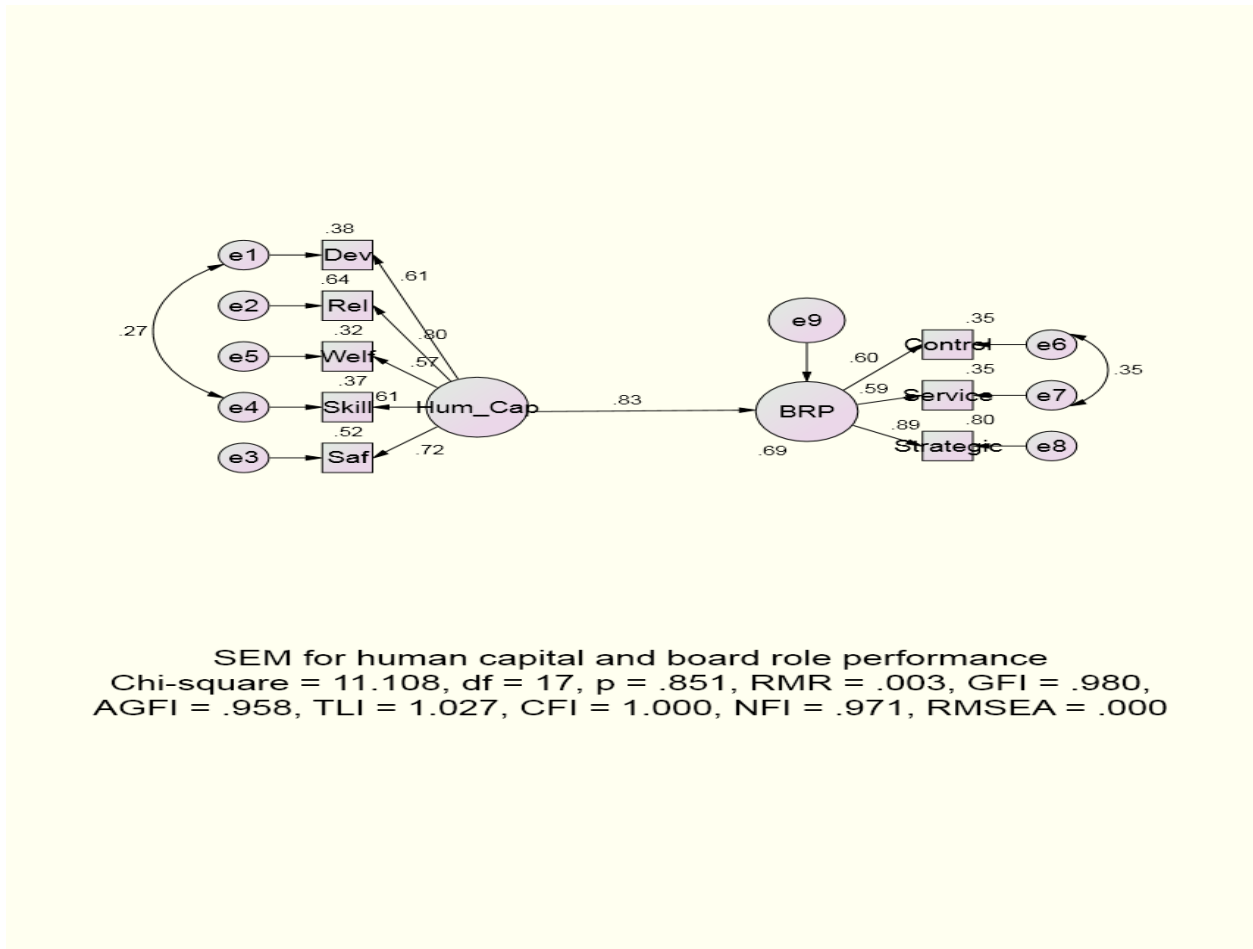 .38
e1 Dev .61
.64
e2 Rel .80
.27 .32
e5 Welf .57
.37
e4 Skill .61 Hum_Cap
.52
e3 Saf .72
.83
e9
BRP
.69
.35
.60 Control e6
.35
.59 Service e7
.35
.80
.89 Strategic e8
SEM for human capital and board role performance
Chi-square = 11.108, df = 17, p = .851, RMR = .003, GFI = .980,
AGFI = .958, TLI = 1.027, CFI = 1.000, NFI = .971, RMSEA = .000